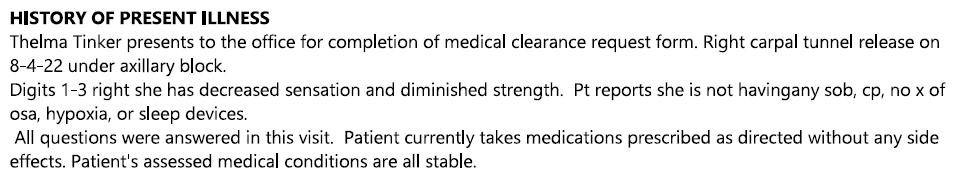 HISTORY OF PRESENT ILLNESS
Thelma Tinker presents to the office for completion of medical clearance request form. Right carpal tunnel release on
8-4-22 under axillary block.
Digits 1-3 right she has decreased sensation and diminished strength.  Pt reports she is not havingany sob, cp, no x of
osa, hypoxia, or sleep devices.
 All questions were answered in this visit.  Patient currently takes medications prescribed as directed without any side
effects. Patient's assessed medical conditions are all stable.